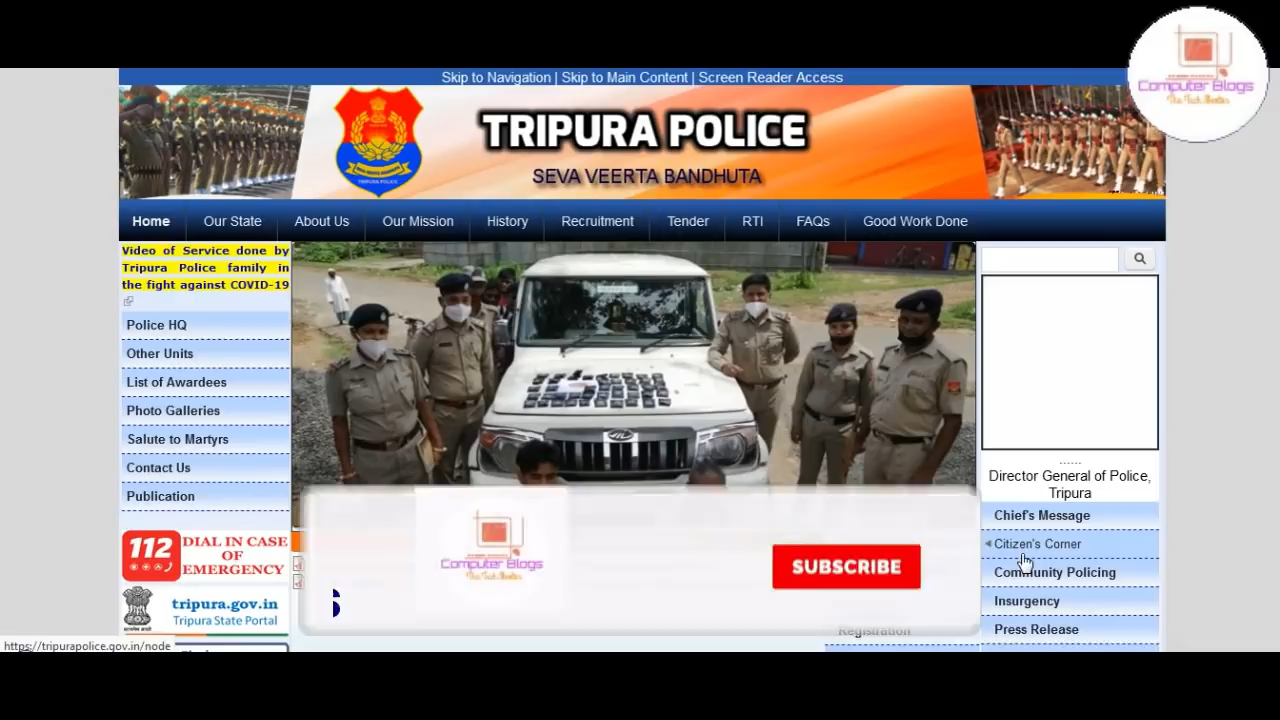 Computer Blogs
The Tech Shorties
Skip to Navigation | Skip to Main Content | Screen Reader Access
TRIPURA POLICE
SEVA VEERTA BANDHUTA
TRIPURA POLICE
Home Our State About Us Our Mission History Recruitment Tender RTI FAQs Good Work Done
Video of Service done by
Tripura Police family in
the fight against COVID-19
Police HQ
Other Units
List of Awardees
Photo Galleries
Salute to Martyrs
Contact Us
Publication
112
DIAL IN CASE
OF
EMERGENCY
tripura.gov.in
Tripura State Portal
......
Director General of Police,
Tripura
Chief's Message
Citizen's Corner
Community Policing
Insurgency
Press Release
Computer Blogs
SUBSCRIBE
S
Registration
https://tripurapolice.gov.in/node